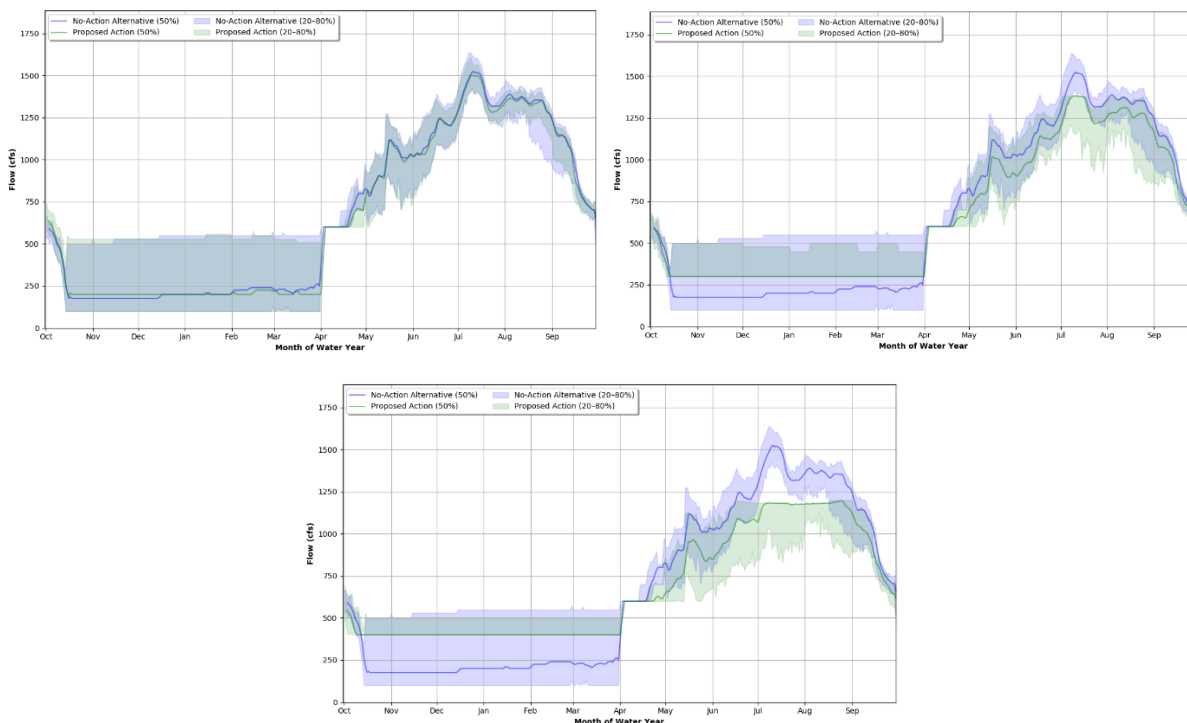 No-Action Alternative (50%) No-Action Alternative (20–80%)
Proposed Action (50%) Proposed Action (20–80%)
1750
1500
1250
1000
750
500
250
0
Flow (cfs)
Oct Nov Dec Jan Feb Mar Apr May Jun Jul Aug Sep
Month of Water Year
No-Action Alternative (50%) No-Action Alternative (20–80%)
Proposed Action (50%) Proposed Action (20–80%)
1750
1500
1250
1000
750
500
250
0
Flow (cfs)
Oct Nov Dec Jan Feb Mar Apr May Jun Jul Aug Sep
Month of Water Year
No-Action Alternative (50%) No-Action Alternative (20–80%)
Proposed Action (50%) Proposed Action (20–80%)
1750
1500
1250
1000
750
500
250
0
Flow (cfs)
Oct Nov Dec Jan Feb Mar Apr May Jun Jul Aug Sep
Month of Water Year